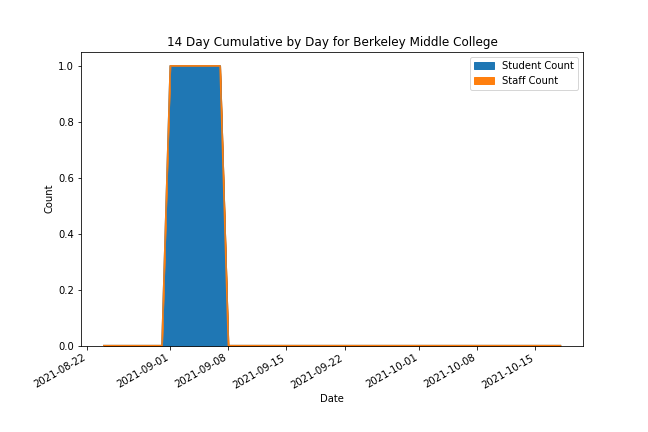 14 Day Cumulative by Day for Berkeley Middle College
Student Count
Staff Count
1.0
0.8
0.6
0.4
0.2
0.0
Count
2021-08-22
2021-09-01
2021-09-08
2021-09-15
2021-09-22
2021-10-01
2021-10-08
2021-10-15
Date